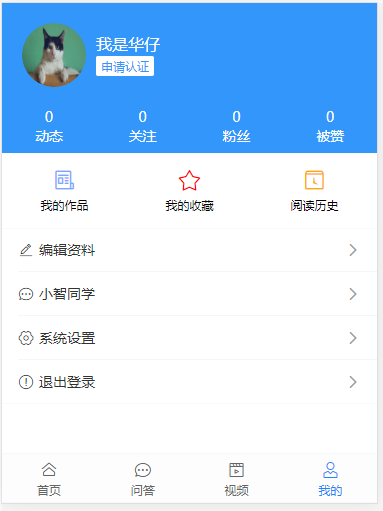 我是华仔
申请认证
0 0 0 0
动态 关注 粉丝 被赞
我的作品 我的收藏 阅读历史
编辑资料
小智同学
系统设置
退出登录
首页 问答 视频 我的